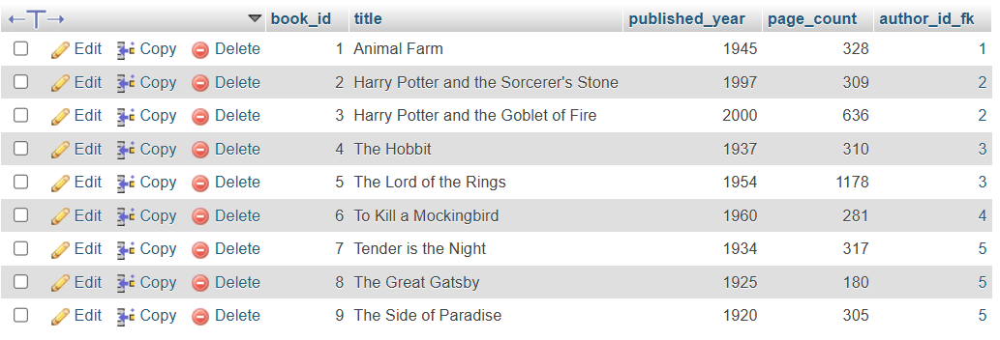 book_id title published_year page_count author_id_fk
Edit Copy Delete 1 Animal Farm 1945 328 1
Edit Copy Delete 2 Harry Potter and the Sorcerer's Stone 1997 309 2
Edit Copy Delete 3 Harry Potter and the Goblet of Fire 2000 636 2
Edit Copy Delete 4 The Hobbit 1937 310 3
Edit Copy Delete 5 The Lord of the Rings 1954 1178 3
Edit Copy Delete 6 To Kill a Mockingbird 1960 281 4
Edit Copy Delete 7 Tender is the Night 1934 317 5
Edit Copy Delete 8 The Great Gatsby 1925 180 5
Edit Copy Delete 9 The Side of Paradise 1920 305 5